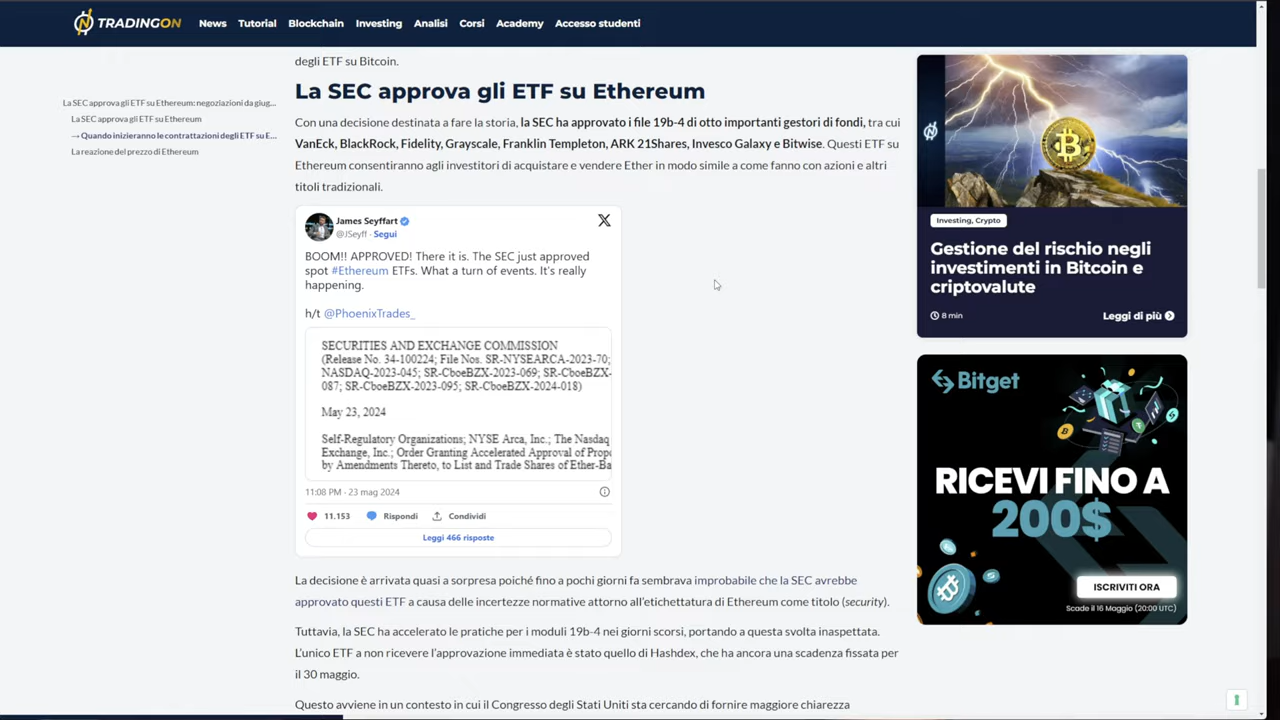 TRADINGON
News Tutorial Blockchain Investing Analisi Corsi Academy Accesso studenti
La SEC approva gli ETF su Ethereum: negoziazioni da giug...
La SEC approva gli ETF su Ethereum
→ Quando inizieranno le contrattazioni degli ETF su E...
La reazione del prezzo di Ethereum
degli ETF su Bitcoin.
La SEC approva gli ETF su Ethereum
Con una decisione destinata a fare la storia, la SEC ha approvato i file 19b-4 di otto importanti gestori di fondi, tra cui
VanEck, BlackRock, Fidelity, Grayscale, Franklin Templeton, ARK 21Shares, Invesco Galaxy e Bitwise. Questi ETF su
Ethereum consentiranno agli investitori di acquistare e vendere Ether in modo simile a come fanno con azioni e altri
titoli tradizionali.
James Seyffart
@JSeyff · Segui
BOOM!! APPROVED! There it is. The SEC just approved
spot #Ethereum ETFs. What a turn of events. It's really
happening.
h/t @PhoenixTrades_
SECURITIES AND EXCHANGE COMMISSION
(Release No. 34-100224; File Nos. SR-NYSEARCA-2023-70;
NASDAQ-2023-045; SR-CboeBZX-2023-069; SR-CboeBZX-
087; SR-CboeBZX-2023-095; SR-CboeBZX-2024-018)
May 23, 2024
Self-Regulatory Organizations; NYSE Arca, Inc.; The Nasdaq
Exchange, Inc.; Order Granting Accelerated Approval of Prop
by Amendments Thereto, to List and Trade Shares of Ether-Ba
11:08 PM · 23 mag 2024
11.153 Rispondi Condividi
Leggi 466 risposte
La decisione è arrivata quasi a sorpresa poiché fino a pochi giorni fa sembrava improbabile che la SEC avrebbe
approvato questi ETF a causa delle incertezze normative attorno all'etichettatura di Ethereum come titolo (security).
Tuttavia, la SEC ha accelerato le pratiche per i moduli 19b-4 nei giorni scorsi, portando a questa svolta inaspettata.
L'unico ETF a non ricevere l'approvazione immediata è stato quello di Hashdex, che ha ancora una scadenza fissata per
il 30 maggio.
Questo avviene in un contesto in cui il Congresso degli Stati Uniti sta cercando di fornire maggiore chiarezza
Investing, Crypto
Gestione del rischio negli
investimenti in Bitcoin e
criptovalute
8 min
Leggi di più
Bitget
RICEVI FINO A
200$
ISCRIVITI ORA
Scade il 16 Maggio (20:00 UTC)